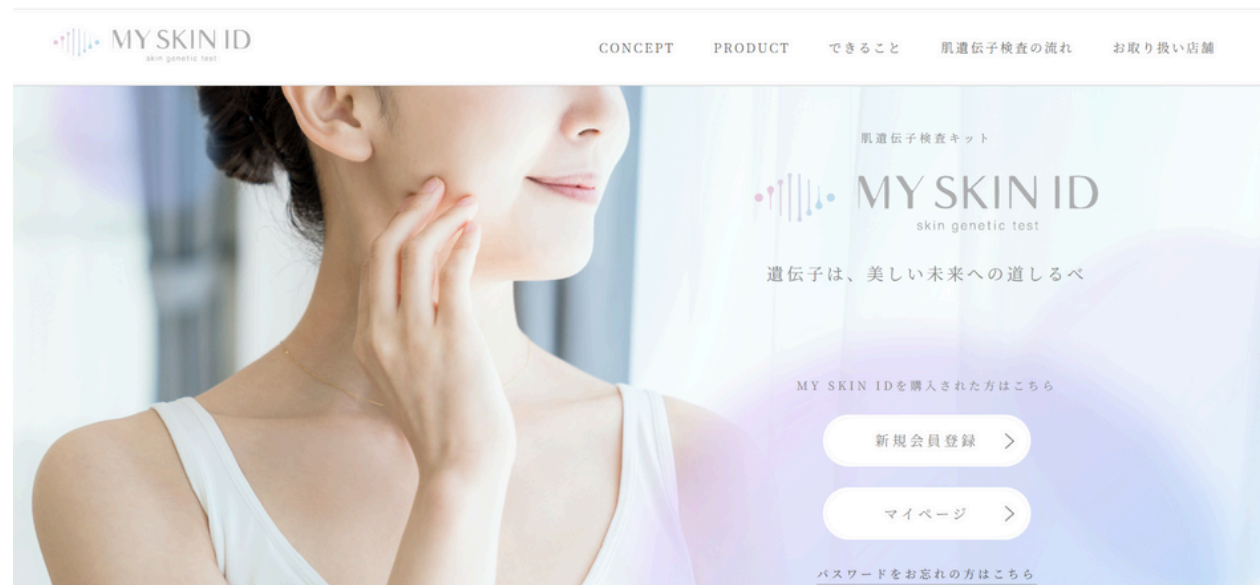 MY SKIN ID
skin genetic test
CONCEPT PRODUCT できること 肌遺伝子検査の流れ お取り扱い店舗
肌遺伝子検査キット
MY SKIN ID
skin genetic test
遺伝子は、美しい未来への道しるべ
MY SKIN IDを購入された方はこちら
新規会員登録
マイページ
パスワードをお忘れの方はこちら